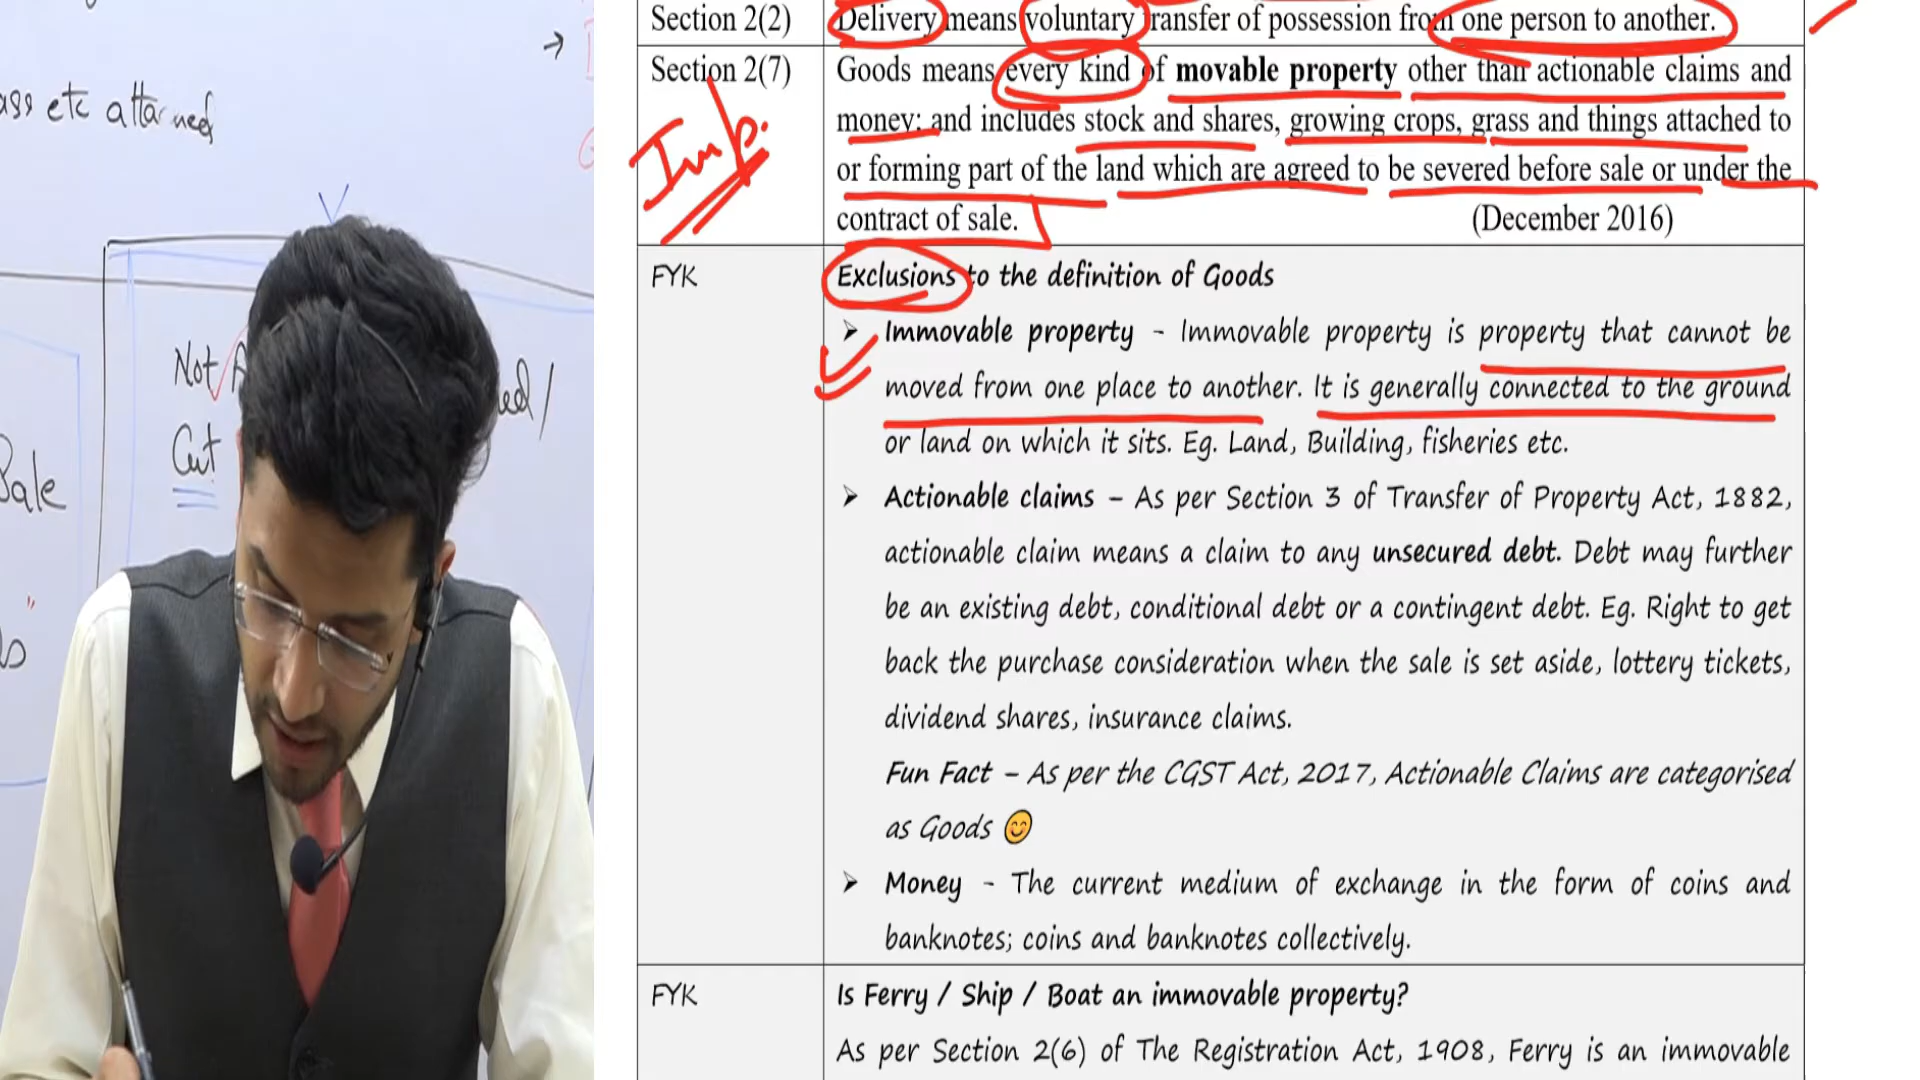 ass etc attached
Not
Cut
Sale
Section 2(2) Delivery means voluntary transfer of possession from one person to another.
Section 2(7) Goods means every kind of movable property other than actionable claims and
money; and includes stock and shares, growing crops, grass and things attached to
or forming part of the land which are agreed to be severed before sale or under the
contract of sale. (December 2016)
Imp.
FYK Exclusions to the definition of Goods
➤ Immovable property - Immovable property is property that cannot be
moved from one place to another. It is generally connected to the ground
or land on which it sits. Eg. Land, Building, fisheries etc.
➤ Actionable claims – As per Section 3 of Transfer of Property Act, 1882,
actionable claim means a claim to any unsecured debt. Debt may further
be an existing debt, conditional debt or a contingent debt. Eg. Right to get
back the purchase consideration when the sale is set aside, lottery tickets,
dividend shares, insurance claims.
Fun Fact – As per the CGST Act, 2017, Actionable Claims are categorised
as Goods 😊
➤ Money - The current medium of exchange in the form of coins and
banknotes; coins and banknotes collectively.
FYK Is Ferry / Ship / Boat an immovable property?
As per Section 2(6) of The Registration Act, 1908, Ferry is an immovable